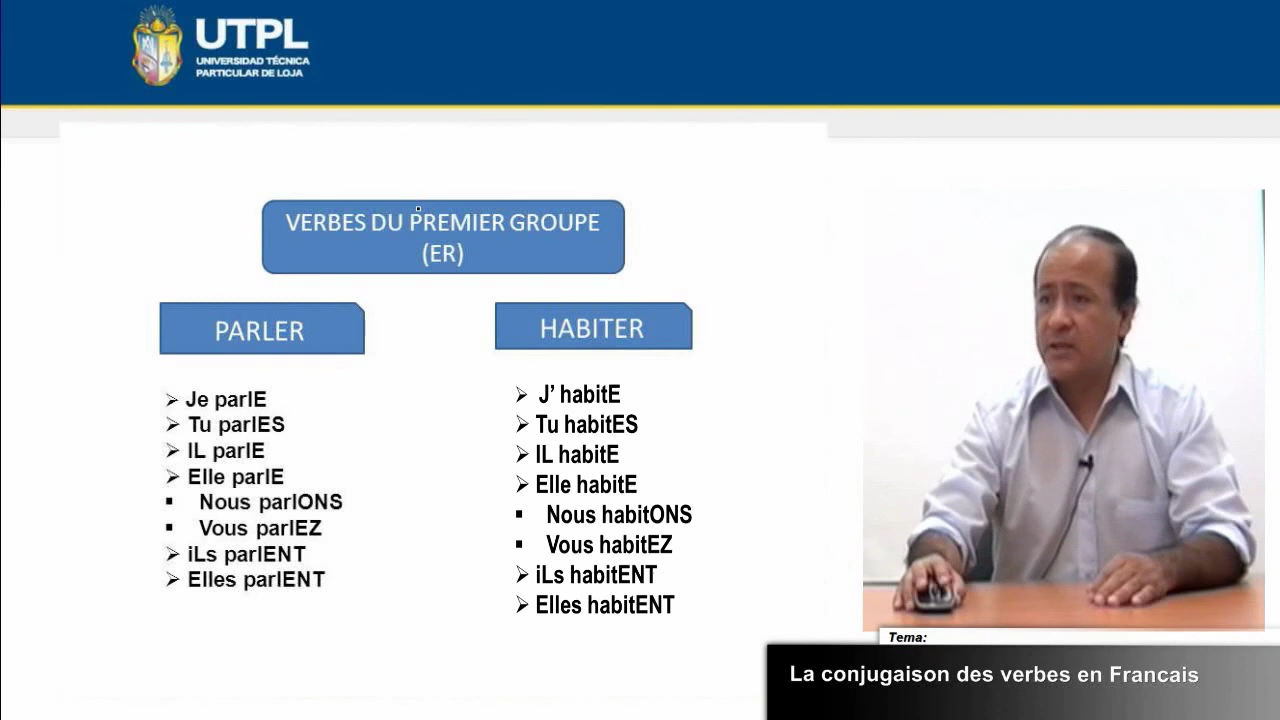 UTPL
UNIVERSIDAD TÉCNICA
PARTICULAR DE LOJA
VERBES DU PREMIER GROUPE
(ER)
PARLER
Je parlE
Tu parlES
IL parlE
Elle parlE
Nous parlONS
Vous parlEZ
iLs parlENT
Elles parlENT
HABITER
J’ habitE
Tu habitES
IL habitE
Elle habitE
Nous habitONS
Vous habitEZ
iLs habitENT
Elles habitENT
Tema:
La conjugaison des verbes en Francais